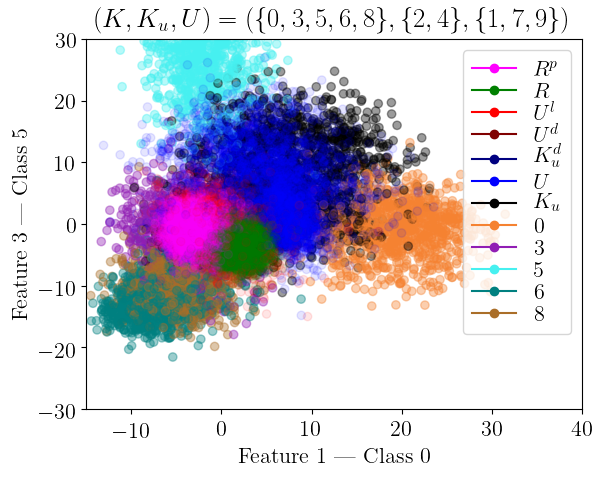 (K, K_u, U) = ({0, 3, 5, 6, 8}, {2, 4}, {1, 7, 9})
30
20
10
0
−10
−20
−30
Feature 3 — Class 5
−10
0
10
20
30
40
Feature 1 — Class 0
R^p
R
U^l
U^d
K_u^d
U
K_u
0
3
5
6
8